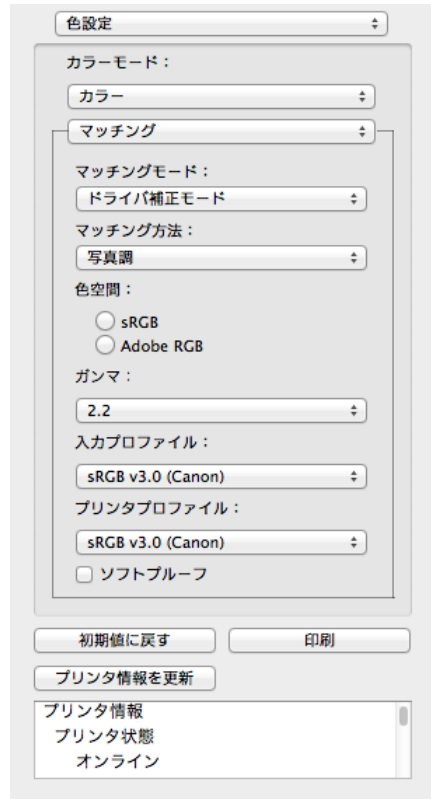 色設定
カラーモード：
カラー
マッチング
マッチングモード：
ドライバ補正モード
マッチング方法：
写真調
色空間：
sRGB
Adobe RGB
ガンマ：
2.2
入力プロファイル：
sRGB v3.0 (Canon)
プリンタプロファイル：
sRGB v3.0 (Canon)
ソフトプルーフ
初期値に戻す 印刷
プリンタ情報を更新
プリンタ情報
プリンタ状態
オンライン